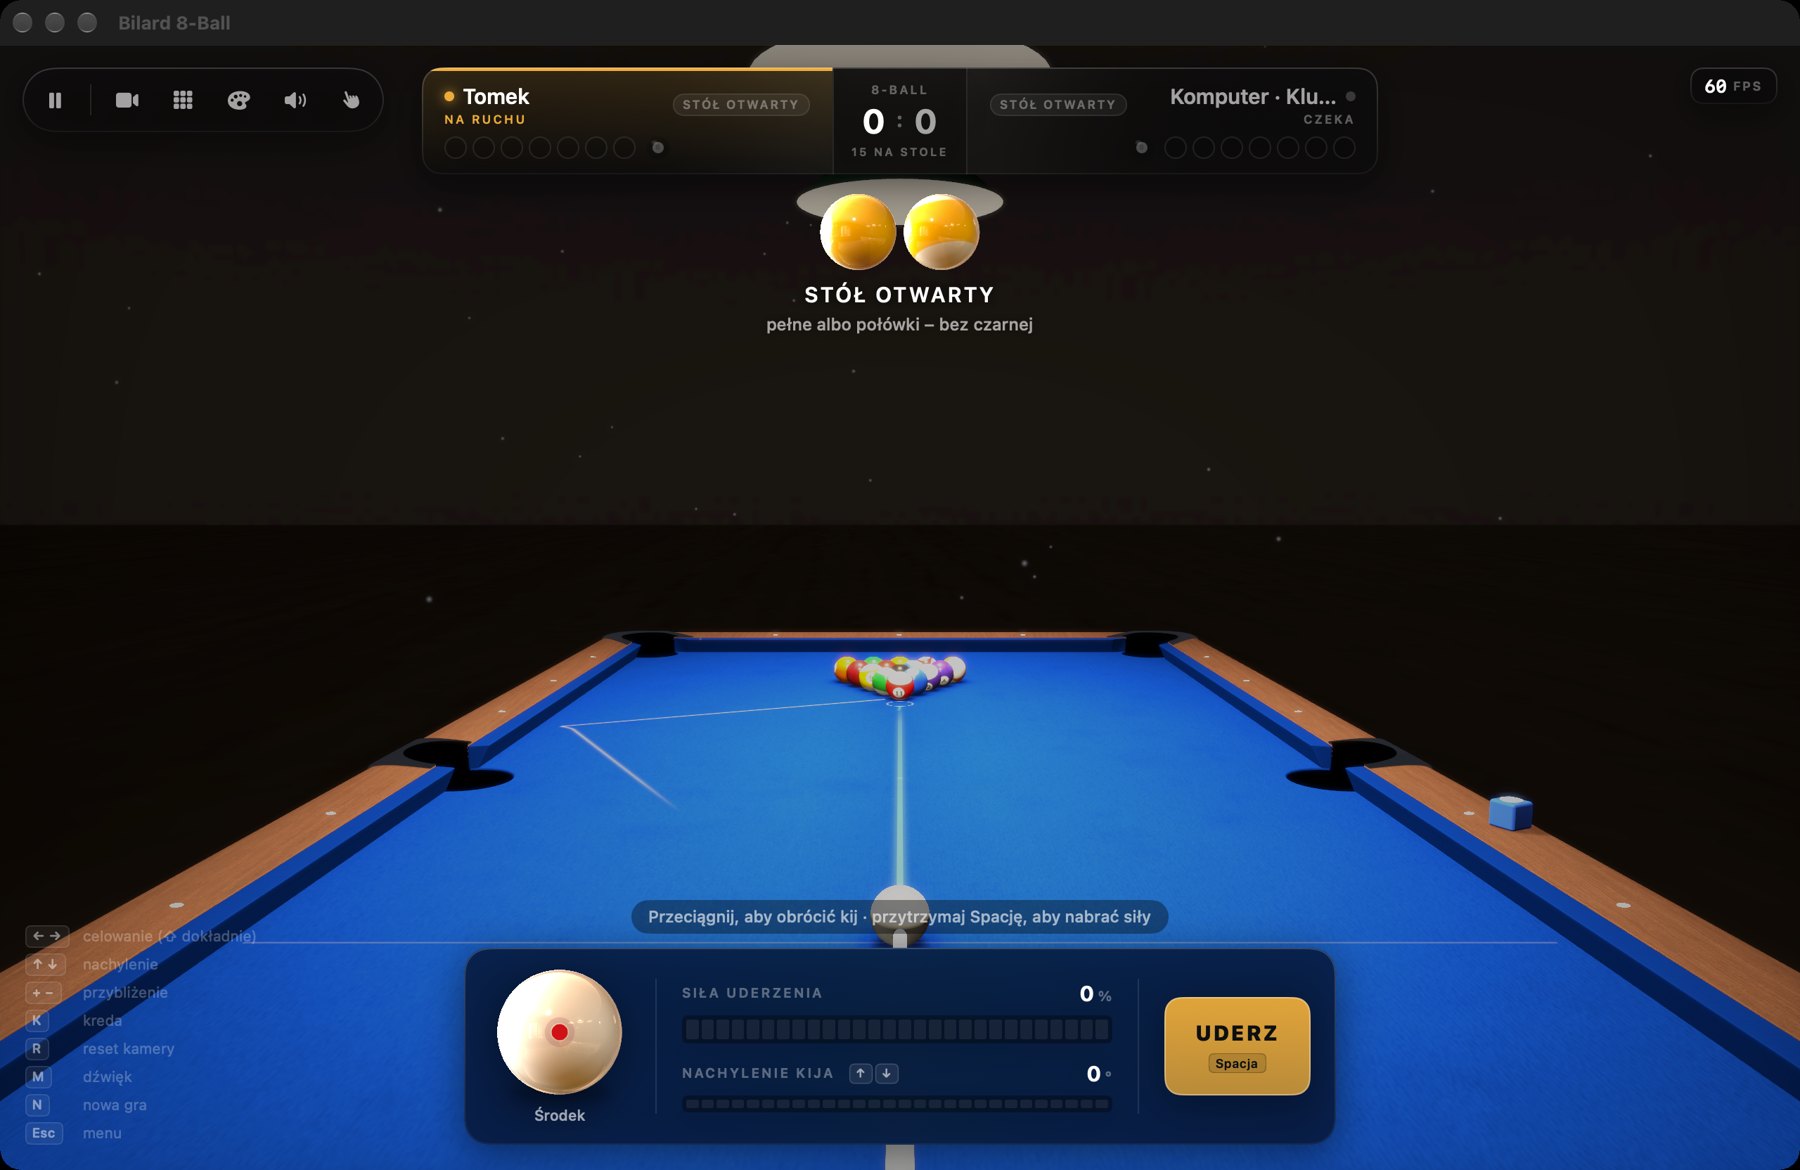 Bilard 8-Ball
Tomek
NA RUCHU
STÓŁ OTWARTY
8-BALL
0 : 0
15 NA STOLE
STÓŁ OTWARTY
Komputer · Klu...
CZEKA
60 FPS
STÓŁ OTWARTY
pełne albo połówki – bez czarnej
Przeciągnij, aby obrócić kij · przytrzymaj Spację, aby nabrać siły
← → celowanie (⇧ dokładnie)
↑ ↓ nachylenie
+ − przybliżenie
K kreda
R reset kamery
M dźwięk
N nowa gra
Esc menu
Środek
SIŁA UDERZENIA 0 %
NACHYLENIE KIJA ↑ ↓ 0 °
UDERZ
Spacja